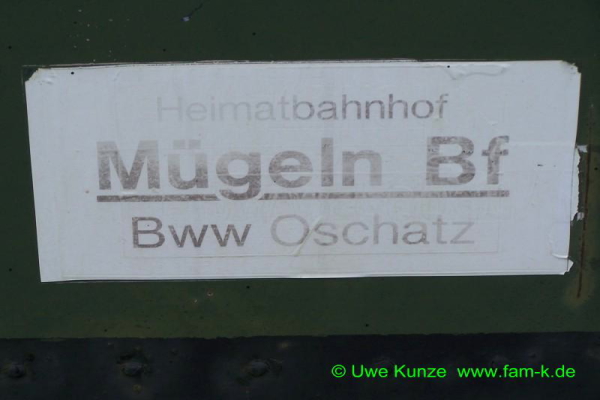 Heimatbahnhof
Mügeln Bf
Bww Oschatz
© Uwe Kunze www.fam-k.de